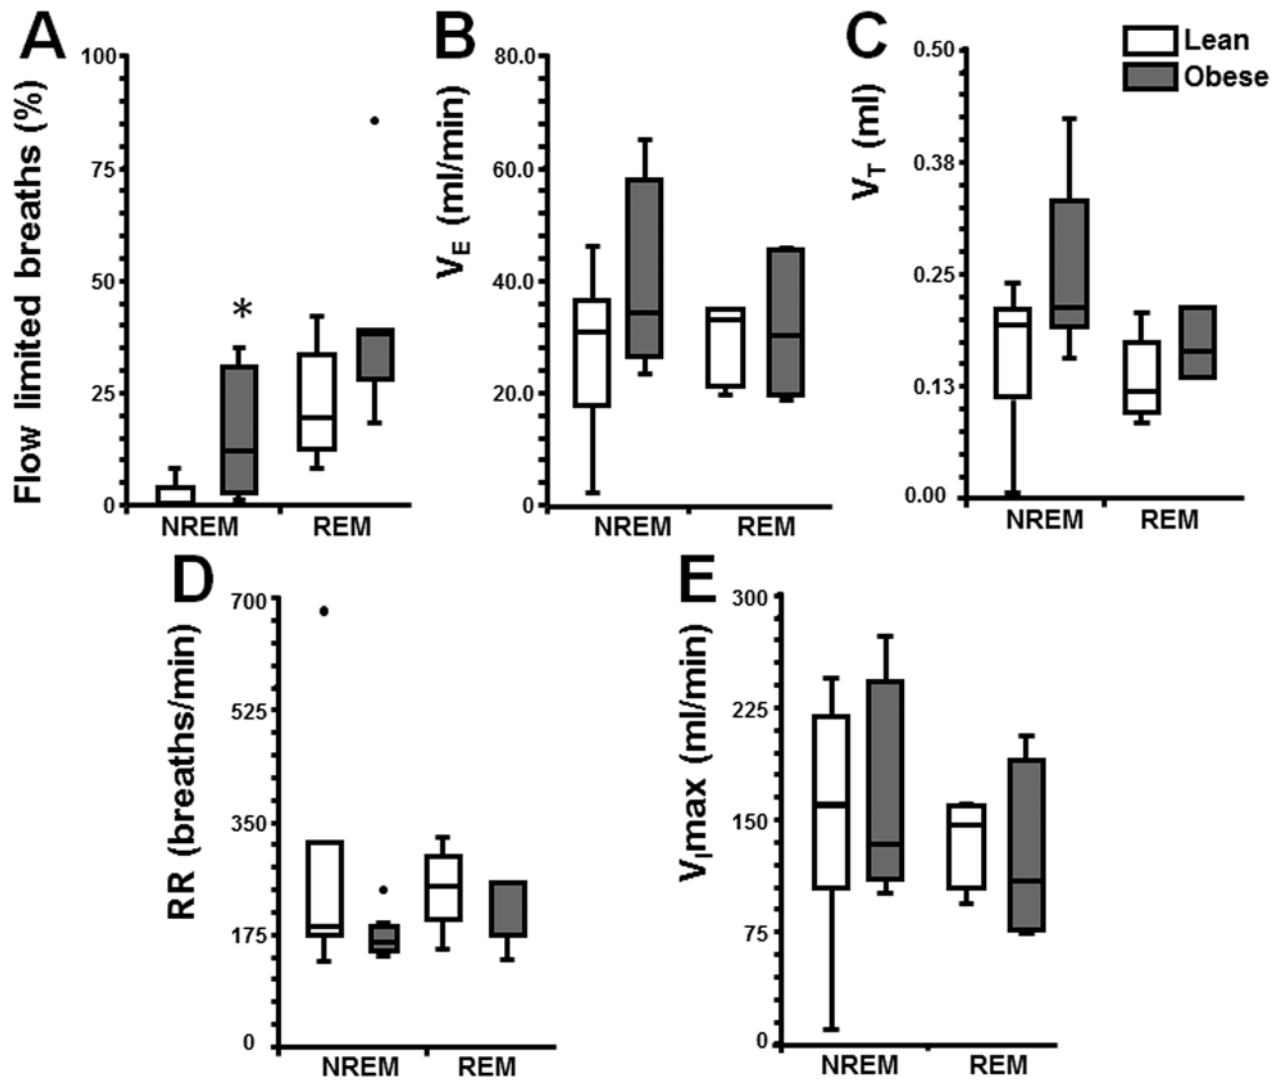 A
Flow limited breaths (%)
100
75
50
25
0
*
NREM
REM
B
V_E (ml/min)
80.0
60.0
40.0
20.0
0
NREM
REM
C
V_T (ml)
0.50
0.38
0.25
0.13
0.00
NREM
REM
Lean
Obese
D
RR (breaths/min)
700
525
350
175
0
NREM
REM
E
V_Imax (ml/min)
300
225
150
75
0
NREM
REM